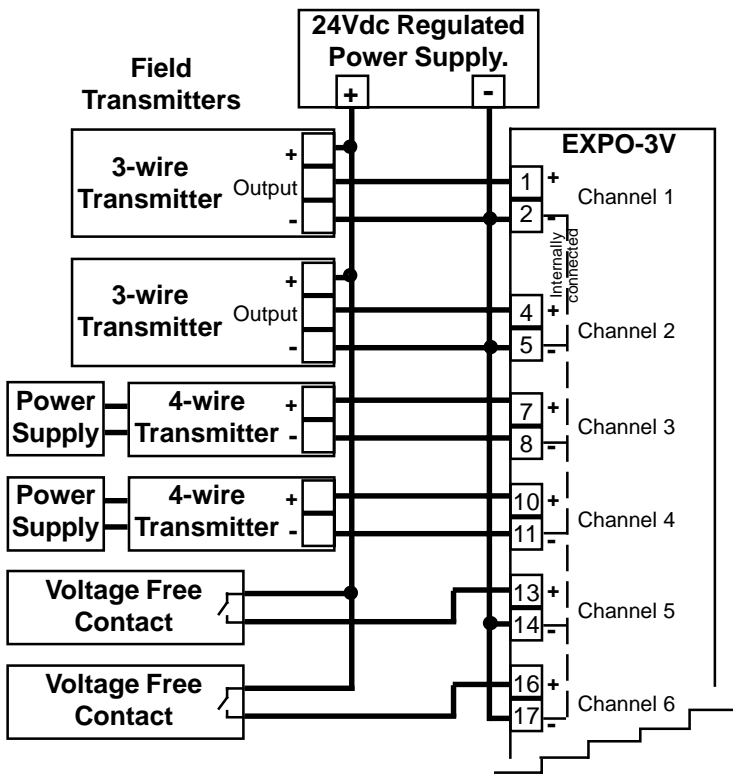 24Vdc Regulated
Power Supply.
+ -
Field
Transmitters
EXPO-3V
3-wire
Transmitter
+
Output
-
1 +
2 -
Channel 1
Internally
connected
3-wire
Transmitter
+
Output
-
4 +
5 -
Channel 2
Power
Supply
4-wire
Transmitter
+
-
7 +
8 -
Channel 3
Power
Supply
4-wire
Transmitter
+
-
10 +
11 -
Channel 4
Voltage Free
Contact
13 +
14 -
Channel 5
Voltage Free
Contact
16 +
17 -
Channel 6